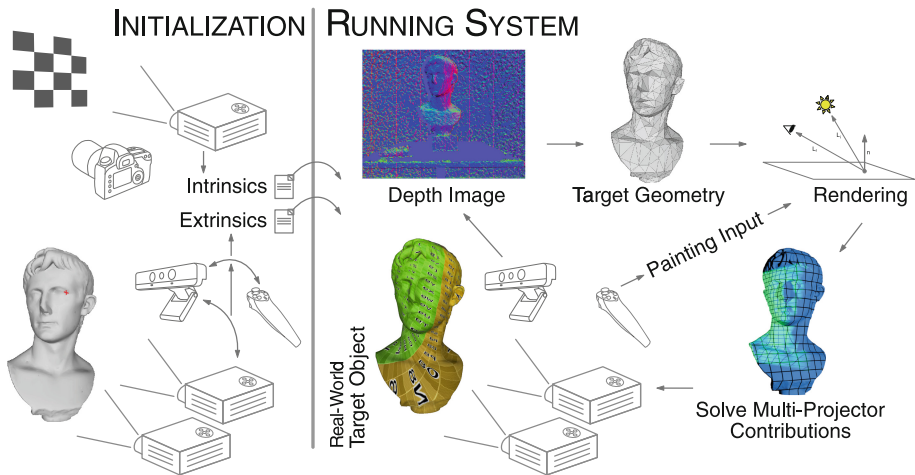 INITIALIZATION
RUNNING SYSTEM
Intrinsics
Extrinsics
Depth Image
Target Geometry
Rendering
Painting Input
Real-World
Target Object
Solve Multi-Projector
Contributions